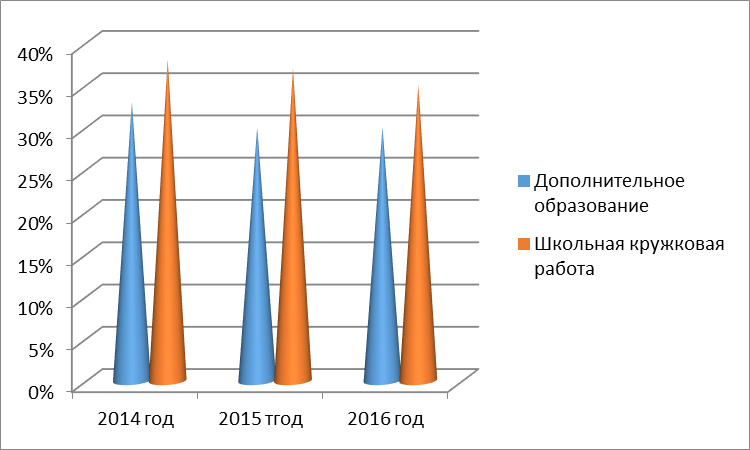 40%
35%
30%
25%
20%
15%
10%
5%
0%
2014 год
2015 тгод
2016 год
Дополнительное
образование
Школьная кружковая
работа